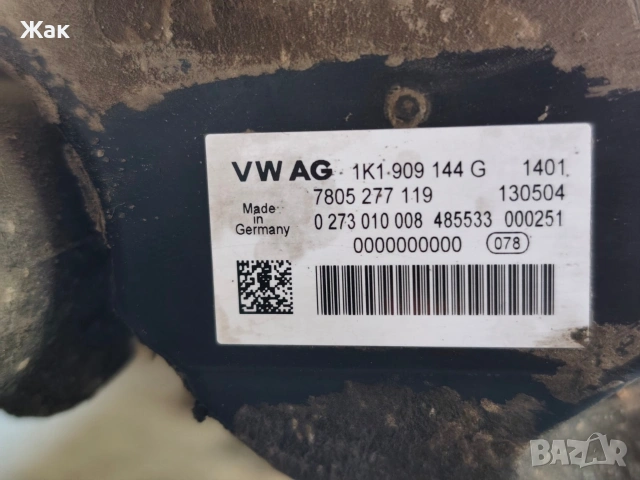 Жак
VW AG 1K1 909 144 G 1401
7805 277 119 130504
Made in Germany
0 273 010 008 485533 000251
0000000000 078
BAZAR